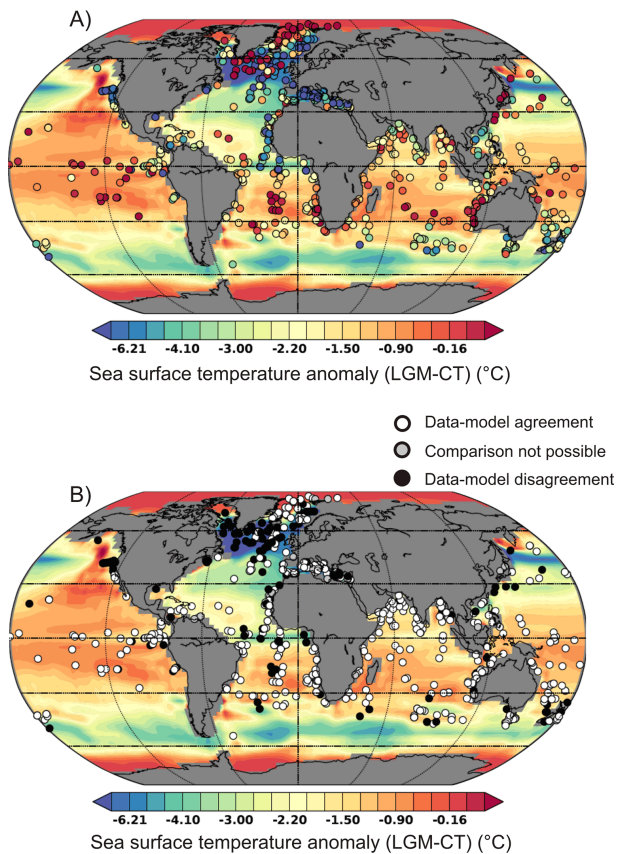 A)
-6.21 -4.10 -3.00 -2.20 -1.50 -0.90 -0.16
Sea surface temperature anomaly (LGM-CT) (°C)
Data-model agreement
Comparison not possible
Data-model disagreement
B)
-6.21 -4.10 -3.00 -2.20 -1.50 -0.90 -0.16
Sea surface temperature anomaly (LGM-CT) (°C)